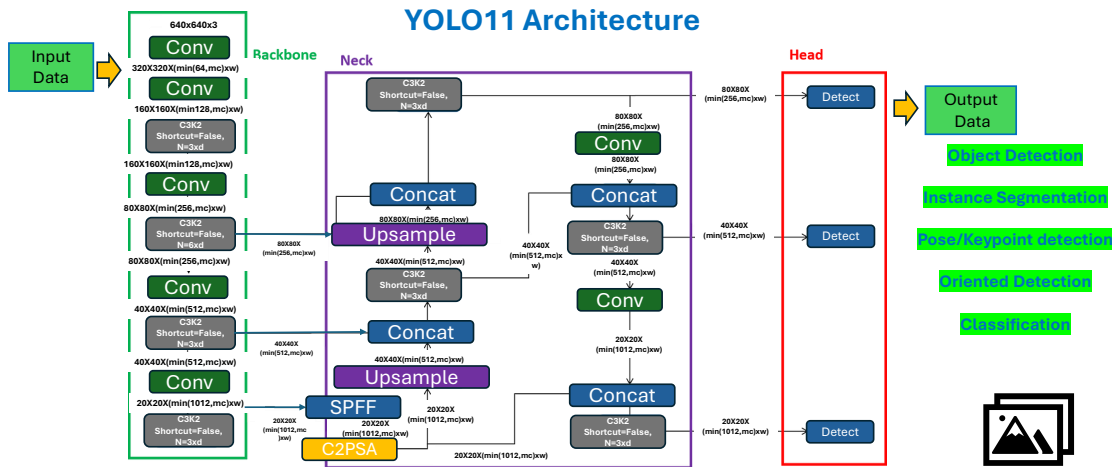 YOLO11 Architecture
Input
Data
640x640x3
Conv
320X320X(min(64,mc)xw)
Conv
160X160X(min128,mc)xw)
C3K2
Shortcut=False,
N=3xd
160X160X(min128,mc)xw)
Conv
80X80X(min(256,mc)xw)
C3K2
Shortcut=False,
N=6xd
80X80X(min(256,mc)xw)
Conv
40X40X(min(512,mc)xw)
C3K2
Shortcut=False,
N=3xd
40X40X(min(512,mc)xw)
Conv
20X20X(min(1012,mc)xw)
C3K2
Shortcut=False,
N=3xd
Backbone
80X80X
(min(256,mc)xw)
40X40X
(min(512,mc)xw)
20X20X
(min(1012,mc
)xw)
Neck
C3K2
Shortcut=False,
N=3xd
Concat
80X80X(min(256,mc)xw)
Upsample
40X40X(min(512,mc)xw)
C3K2
Shortcut=False,
N=3xd
Concat
40X40X(min(512,mc)xw)
Upsample
SPFF
20X20X
(min(1012,mc)xw)
20X20X
(min(1012,mc)xw)
C2PSA
20X20X(min(1012,mc)xw)
40X40X
(min(512,mc)x
w)
80X80X
(min(256,mc)xw)
Conv
80X80X
(min(256,mc)xw)
Concat
C3K2
Shortcut=False,
N=3xd
40X40X
(min(512,mc)xw)
Conv
20X20X
(min(1012,mc)xw)
Concat
C3K2
Shortcut=False,
N=3xd
80X80X
(min(256,mc)xw)
40X40X
(min(512,mc)xw)
20X20X
(min(1012,mc)xw)
Head
Detect
Detect
Detect
Output
Data
Object Detection
Instance Segmentation
Pose/Keypoint detection
Oriented Detection
Classification